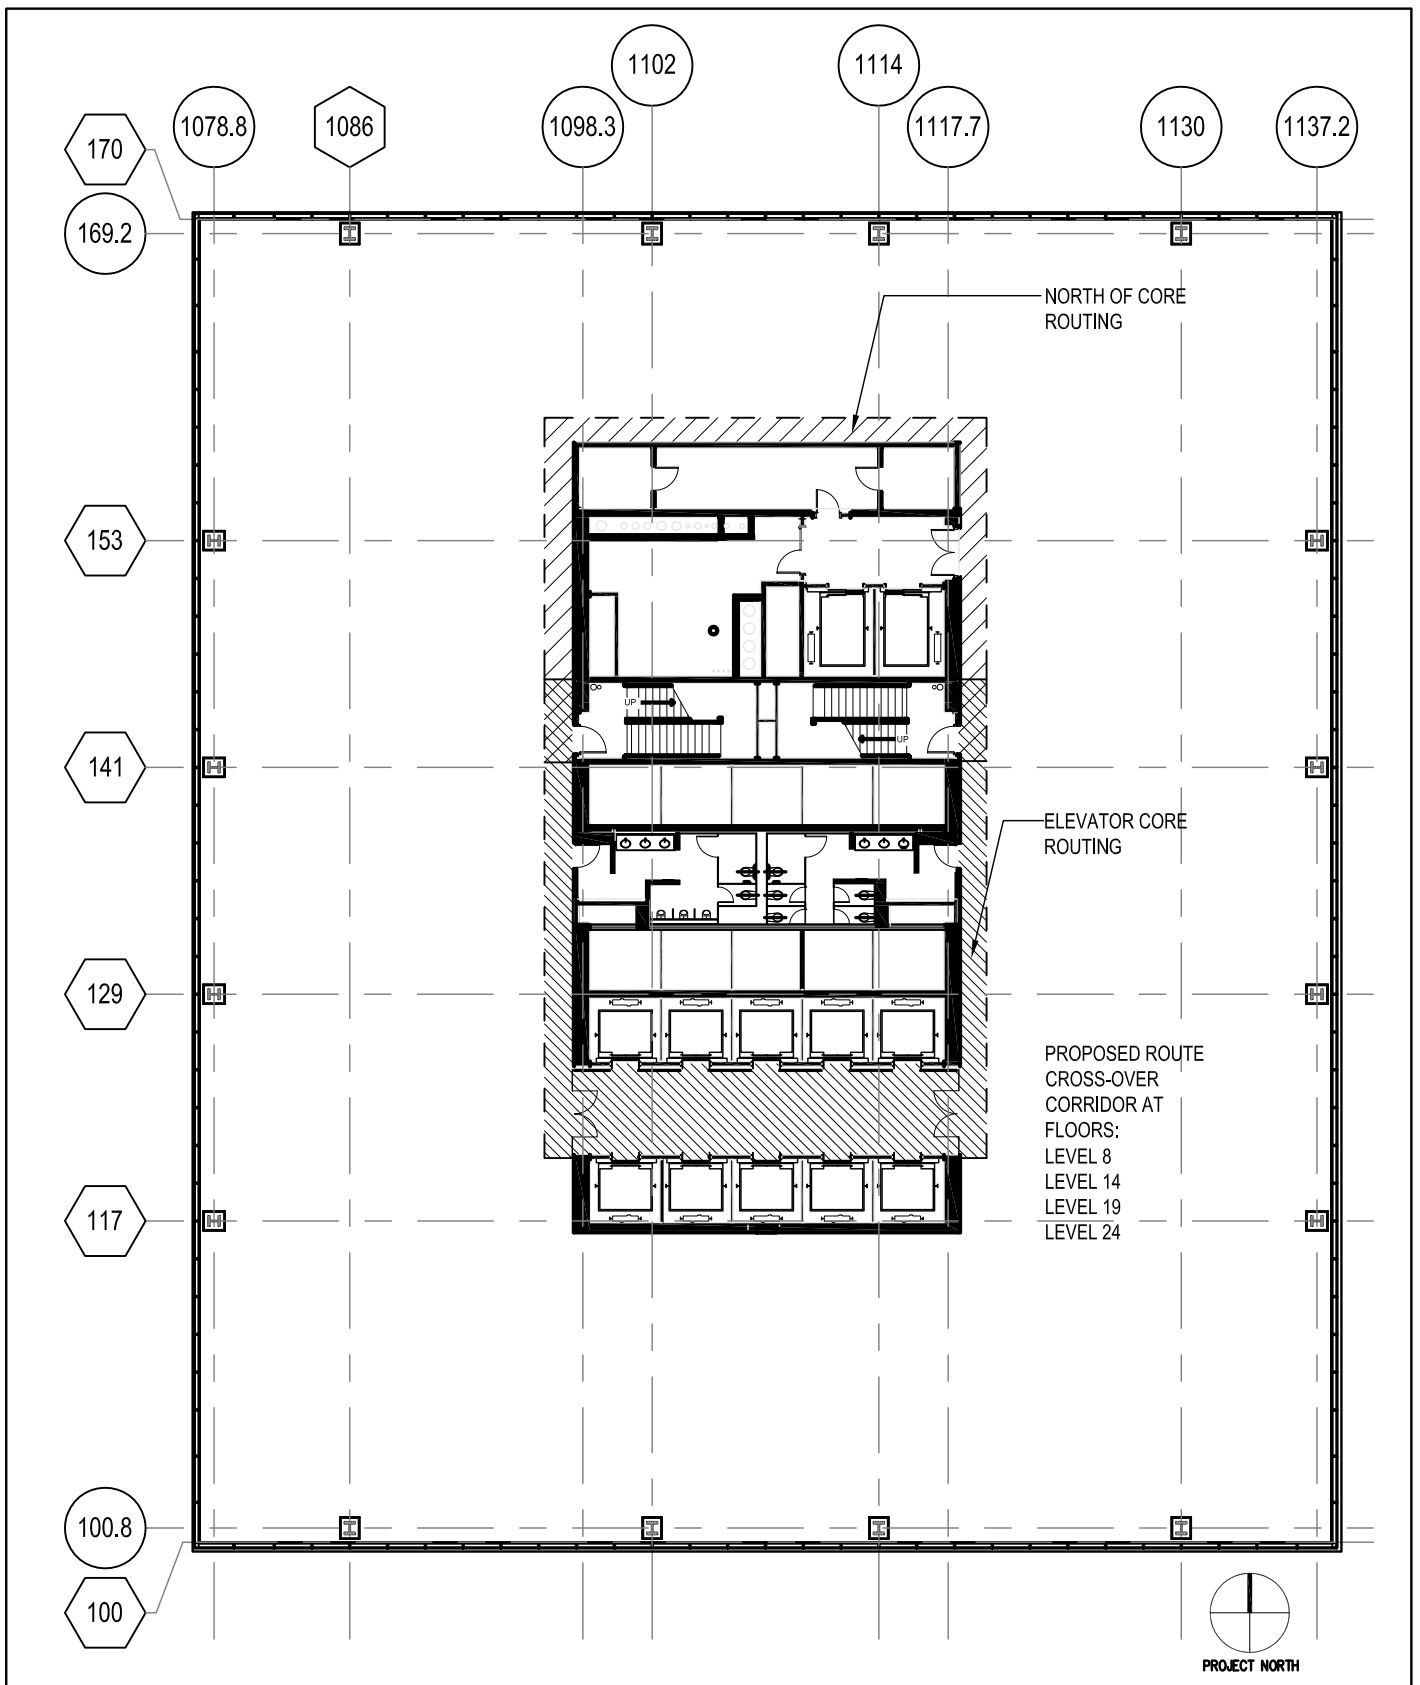 1102
1114
1078.8
1086
1098.3
1117.7
1130
1137.2
170
169.2
NORTH OF CORE
ROUTING
153
UP
UP
141
ELEVATOR CORE
ROUTING
129
PROPOSED ROUTE
CROSS-OVER
CORRIDOR AT
FLOORS:
LEVEL 8
LEVEL 14
LEVEL 19
LEVEL 24
117
100.8
100
PROJECT NORTH